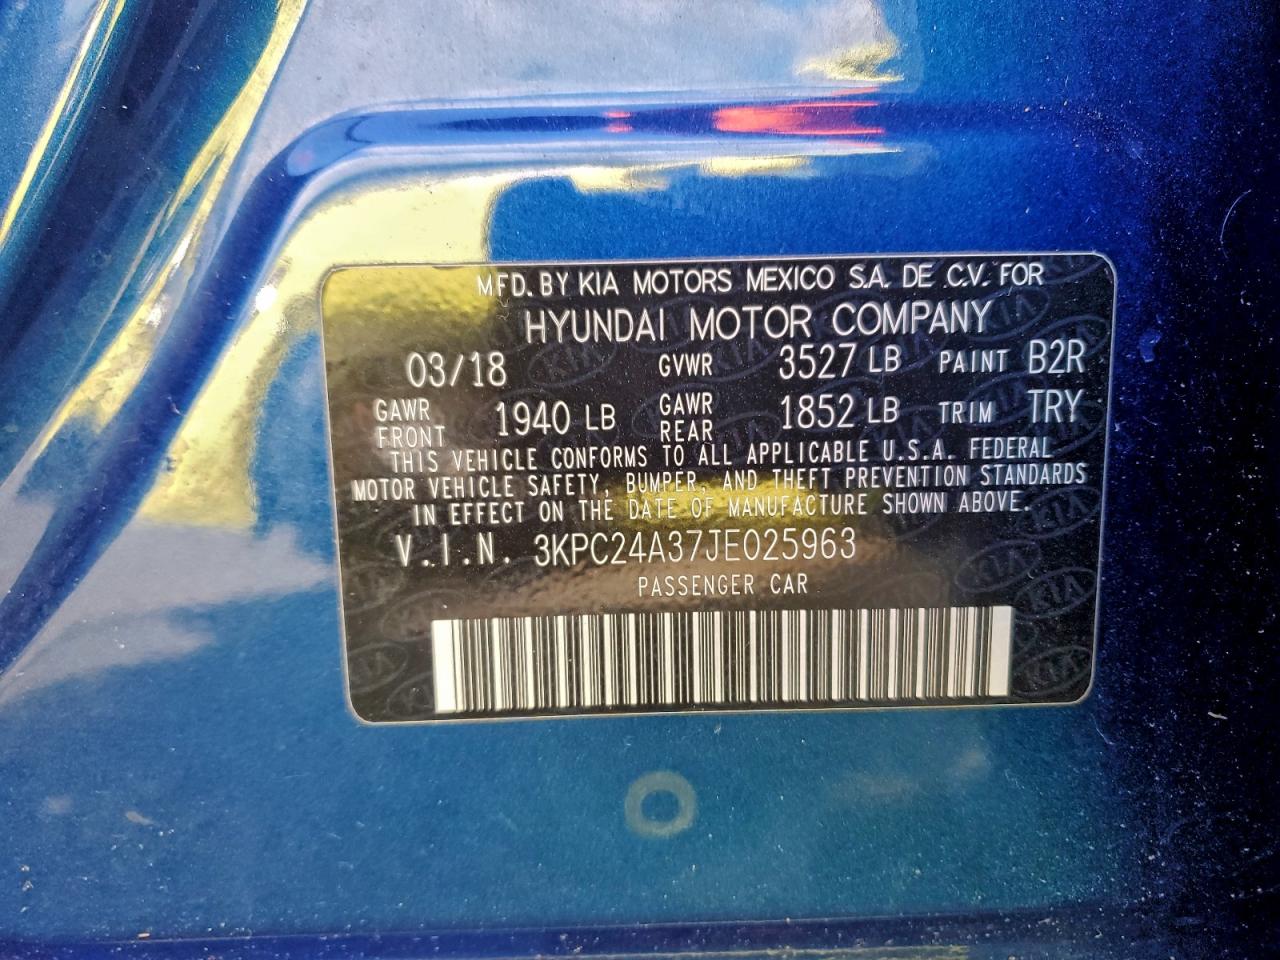 MFD. BY KIA MOTORS MEXICO S.A. DE C.V. FOR
HYUNDAI MOTOR COMPANY
03/18 GVWR 3527 LB PAINT B2R
GAWR FRONT 1940 LB GAWR REAR 1852 LB TRIM TRY
THIS VEHICLE CONFORMS TO ALL APPLICABLE U.S.A. FEDERAL
MOTOR VEHICLE SAFETY, BUMPER, AND THEFT PREVENTION STANDARDS
IN EFFECT ON THE DATE OF MANUFACTURE SHOWN ABOVE.
V.I.N. 3KPC24A37JE025963
PASSENGER CAR